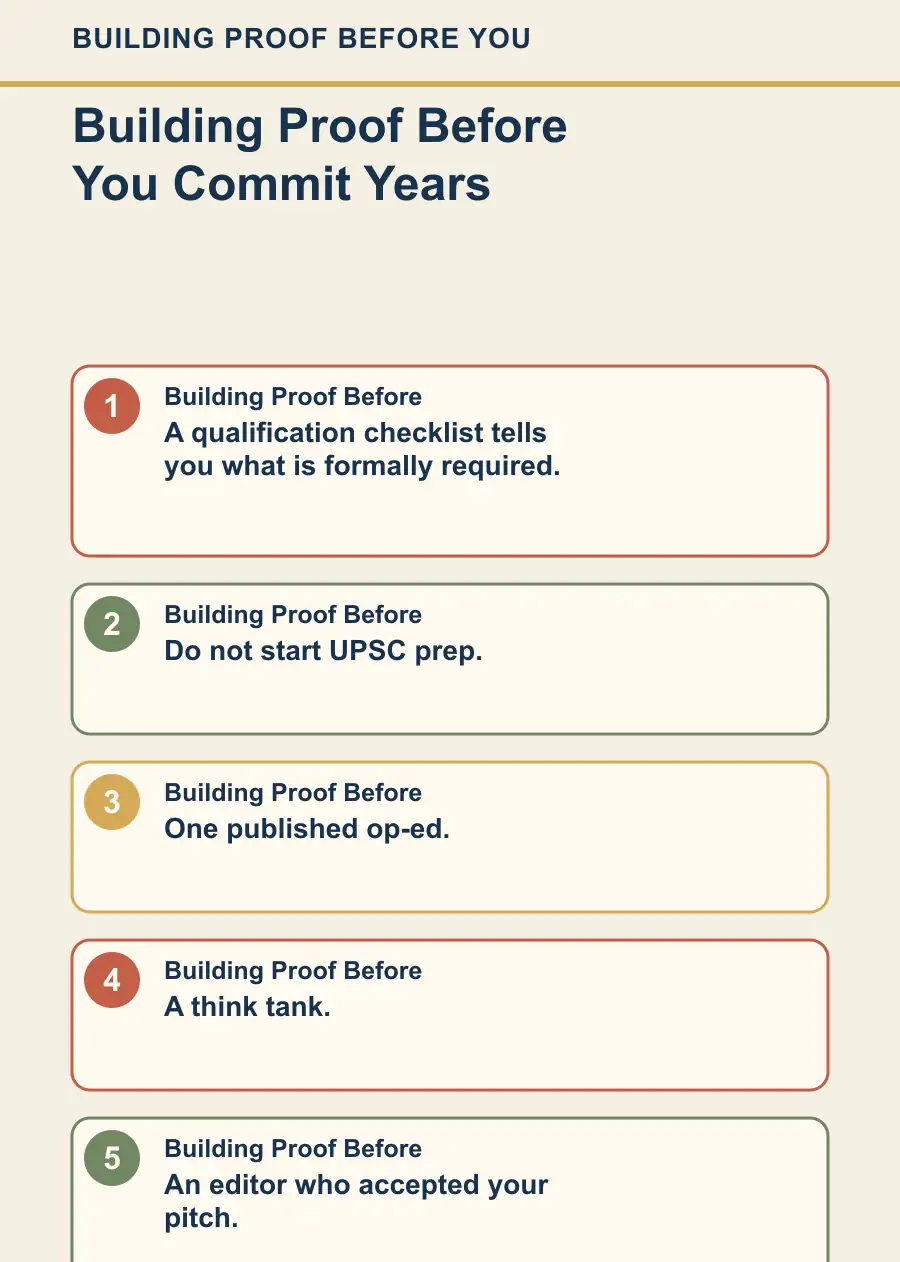 BUILDING PROOF BEFORE YOU
Building Proof Before
You Commit Years
1
Building Proof Before
A qualification checklist tells
you what is formally required.
2
Building Proof Before
Do not start UPSC prep.
3
Building Proof Before
One published op-ed.
4
Building Proof Before
A think tank.
5
Building Proof Before
An editor who accepted your
pitch.